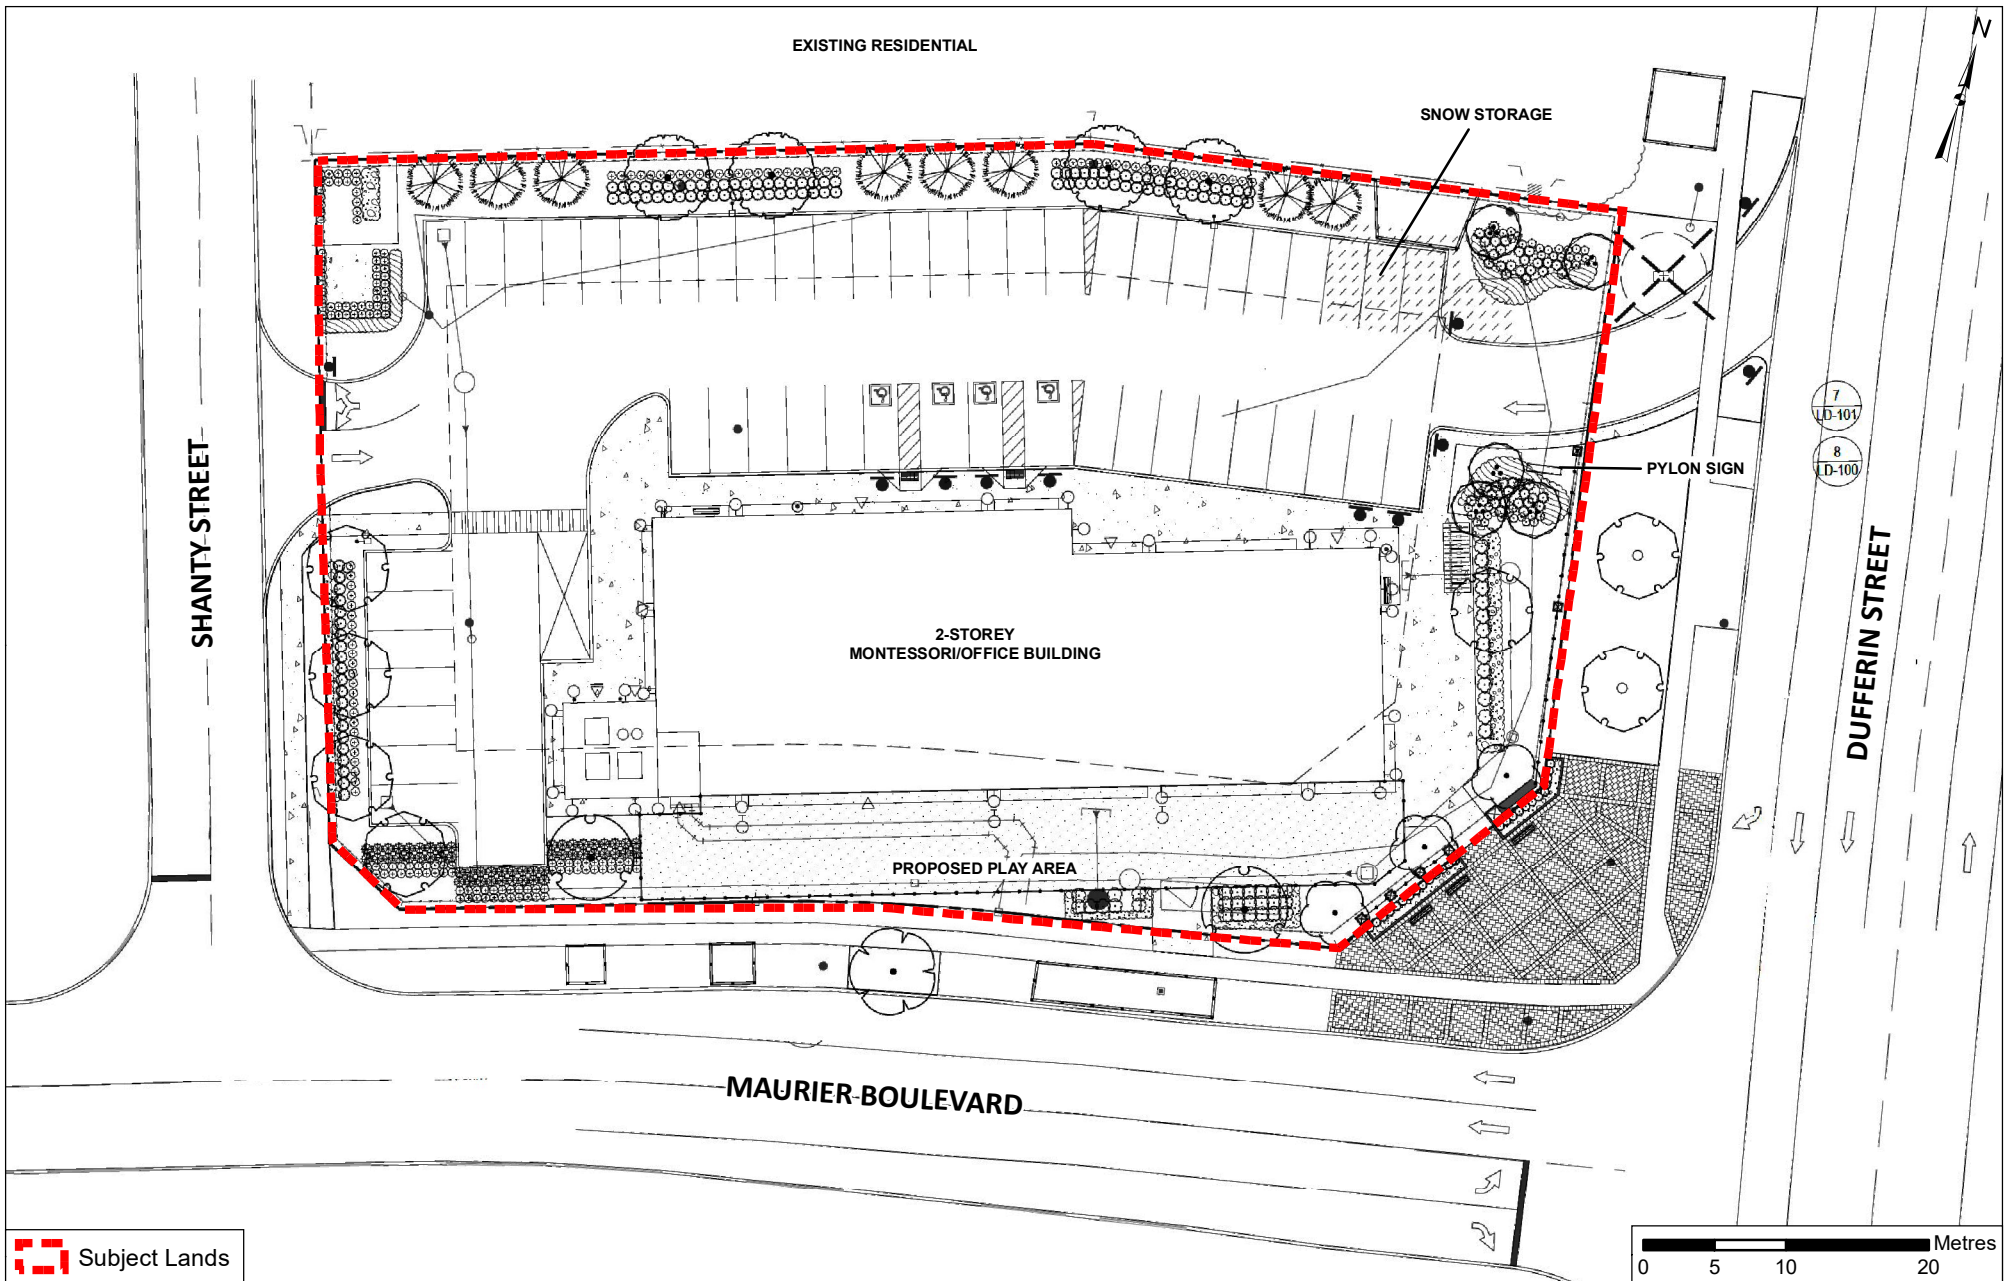 EXISTING RESIDENTIAL
N
SNOW STORAGE
7
LD-101
8
LD-100
PYLON SIGN
SHANTY STREET
DUFFERIN STREET
2-STOREY
MONTESSORI/OFFICE BUILDING
PROPOSED PLAY AREA
MAURIER BOULEVARD
Subject Lands
Metres
0 5 10 20